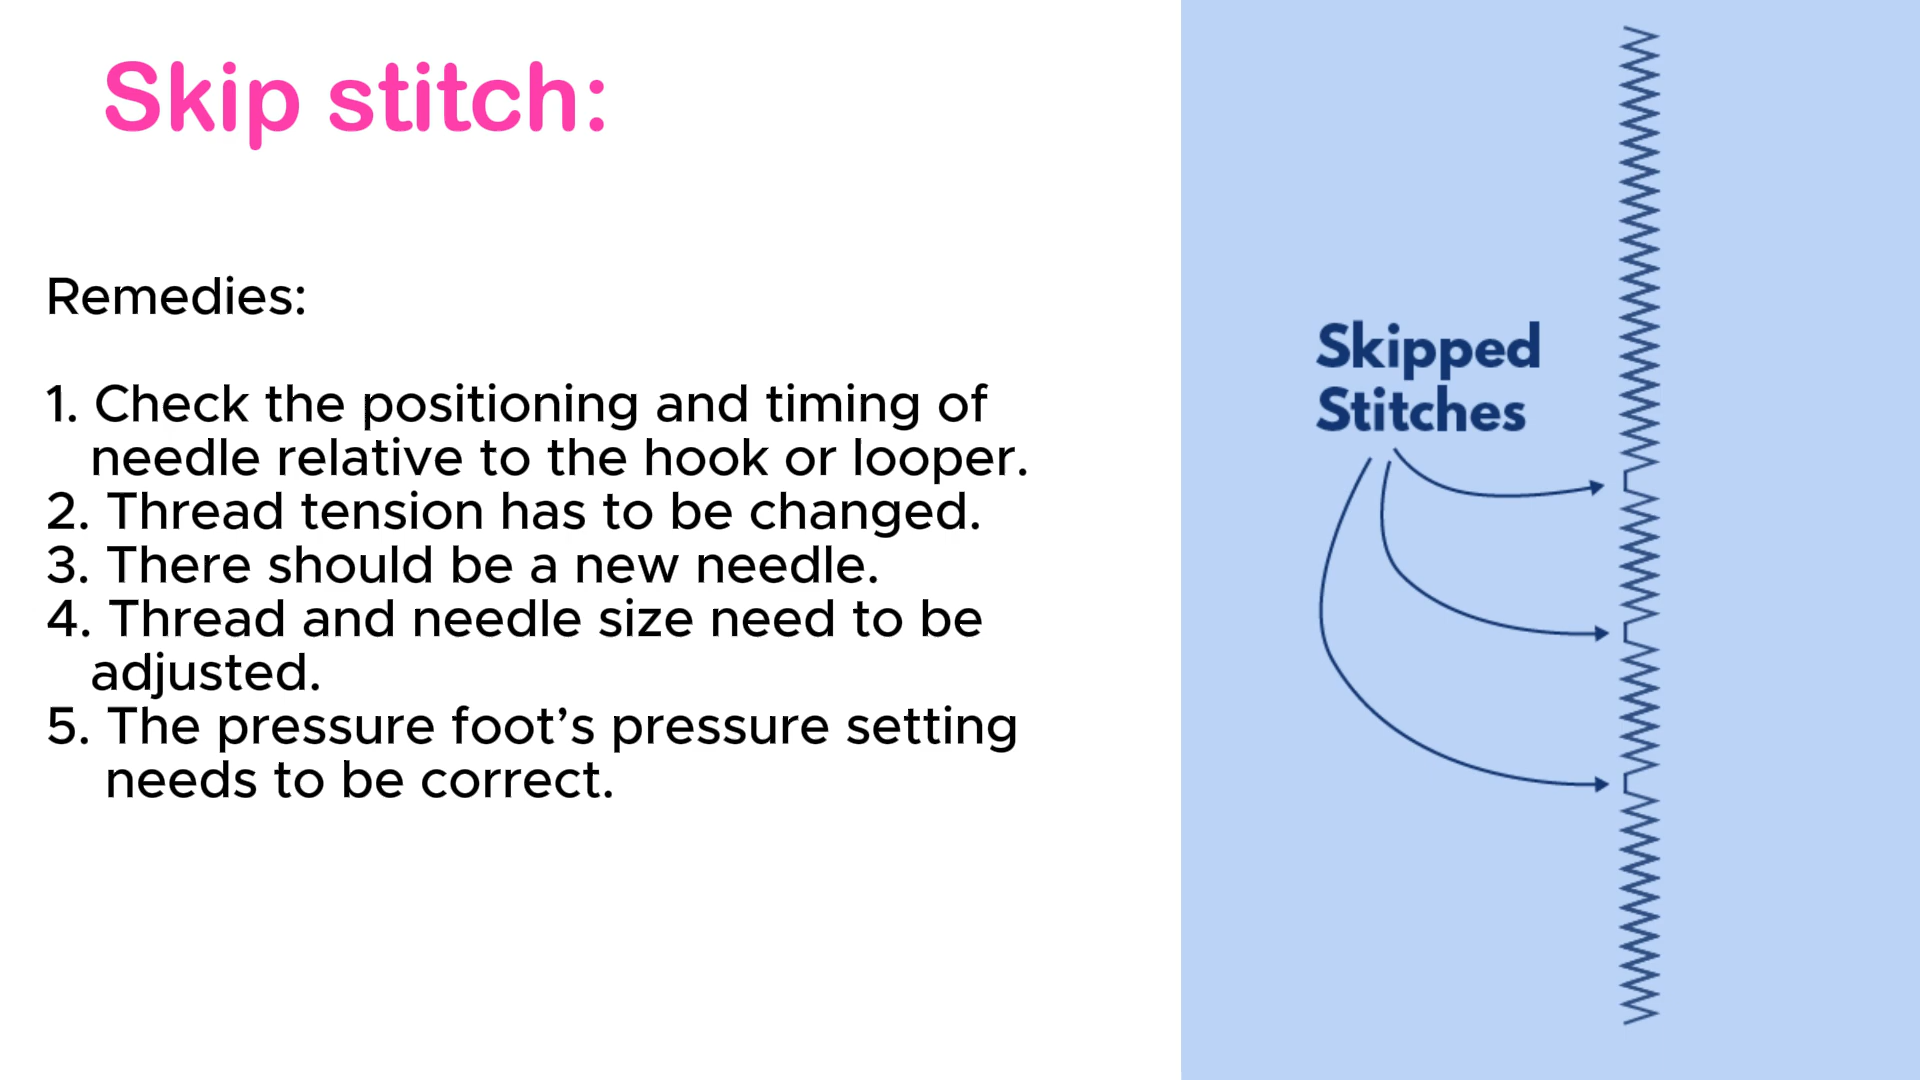 Skip stitch:
Remedies:
1. Check the positioning and timing of
needle relative to the hook or looper.
2. Thread tension has to be changed.
3. There should be a new needle.
4. Thread and needle size need to be
adjusted.
5. The pressure foot’s pressure setting
needs to be correct.
Skipped
Stitches